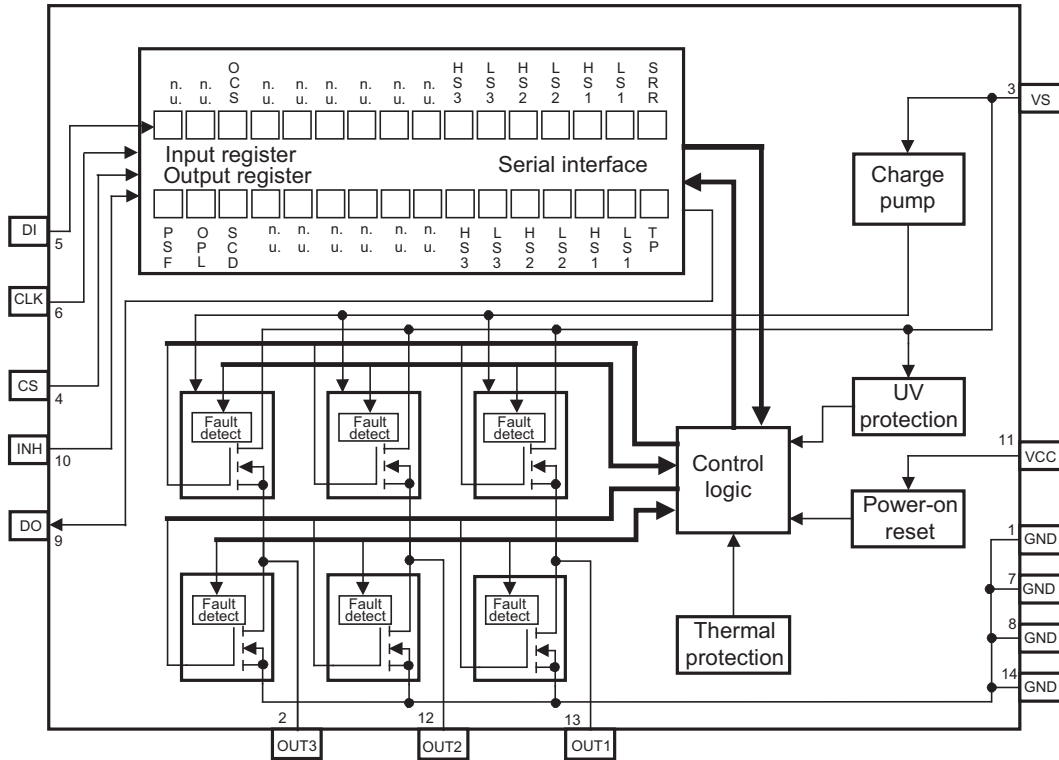 n.
u.
n.
u.
O
C
S
n.
u.
n.
u.
n.
u.
n.
u.
n.
u.
n.
u.
H
S
3
L
S
3
H
S
2
L
S
2
H
S
1
L
S
1
S
R
R
Input register
Output register
Serial interface
P
S
F
O
P
L
S
C
D
n.
u.
n.
u.
n.
u.
n.
u.
n.
u.
n.
u.
H
S
3
L
S
3
H
S
2
L
S
2
H
S
1
L
S
1
T
P
3
VS
Charge
pump
DI
5
CLK
6
CS
4
INH
10
DO
9
Fault
detect
Fault
detect
Fault
detect
UV
protection
Control
logic
11
VCC
Power-on
reset
1
GND
7
GND
8
GND
14
GND
Fault
detect
Fault
detect
Fault
detect
Thermal
protection
2
OUT3
12
OUT2
13
OUT1